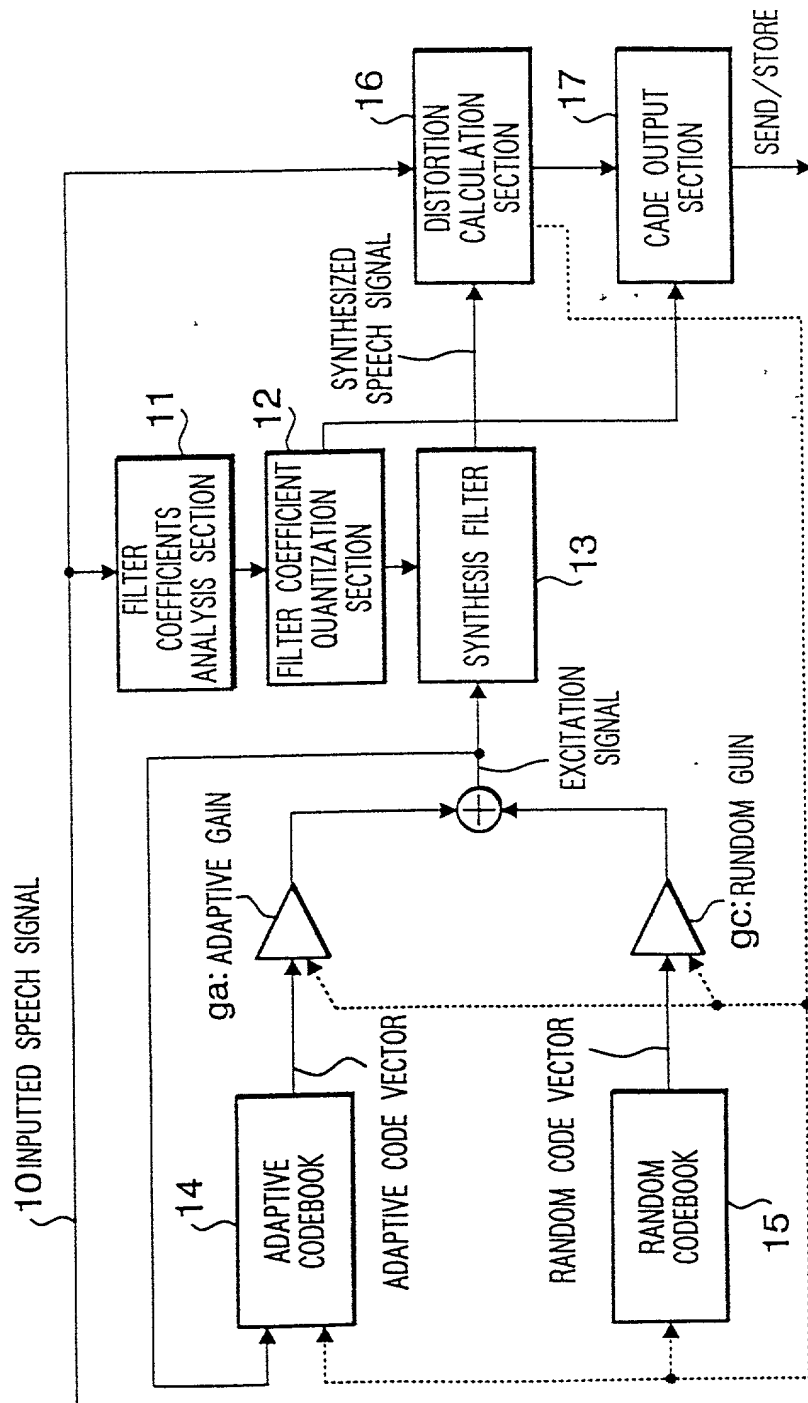 10 INPUTTED SPEECH SIGNAL
11
FILTER
COEFFICIENTS
ANALYSIS SECTION
12
FILTER COEFFICIENT
QUANTIZATION
SECTION
SYNTHESIS FILTER
13
14
ADAPTIVE
CODEBOOK
ADAPTIVE CODE VECTOR
ga: ADAPTIVE GAIN
EXCITATION
SIGNAL
RANDOM CODE VECTOR
RANDOM
CODEBOOK
15
gc: RUNDOM GUIN
SYNTHESIZED
SPEECH SIGNAL
16
DISTORTION
CALCULATION
SECTION
17
CADE OUTPUT
SECTION
SEND/STORE